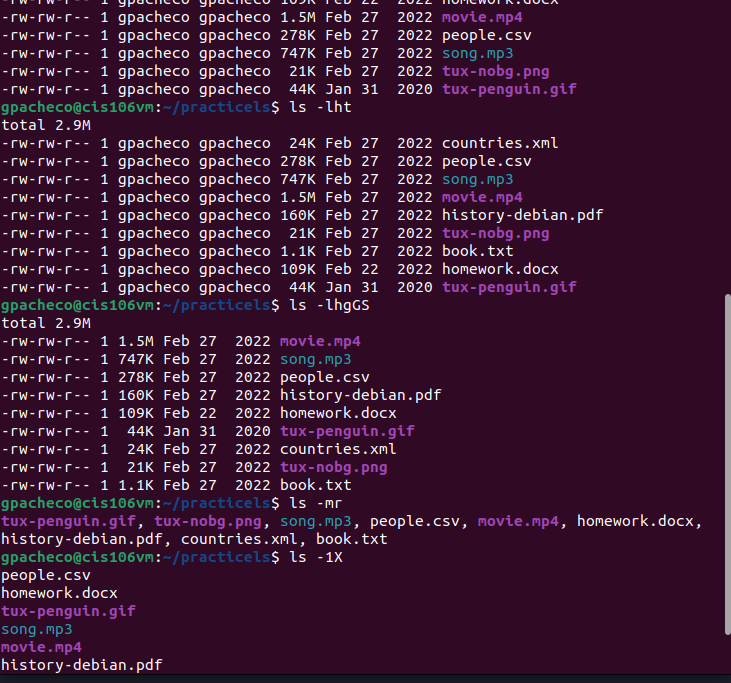 -rw-rw-r-- 1 gpacheco gpacheco 109K Feb 22  2022 homework.docx
-rw-rw-r-- 1 gpacheco gpacheco 1.5M Feb 27  2022 movie.mp4
-rw-rw-r-- 1 gpacheco gpacheco 278K Feb 27  2022 people.csv
-rw-rw-r-- 1 gpacheco gpacheco 747K Feb 27  2022 song.mp3
-rw-rw-r-- 1 gpacheco gpacheco  21K Feb 27  2022 tux-nobg.png
-rw-rw-r-- 1 gpacheco gpacheco  44K Jan 31  2020 tux-penguin.gif
gpacheco@cis106vm:~/practicels$ ls -lht
total 2.9M
-rw-rw-r-- 1 gpacheco gpacheco  24K Feb 27  2022 countries.xml
-rw-rw-r-- 1 gpacheco gpacheco 278K Feb 27  2022 people.csv
-rw-rw-r-- 1 gpacheco gpacheco 747K Feb 27  2022 song.mp3
-rw-rw-r-- 1 gpacheco gpacheco 1.5M Feb 27  2022 movie.mp4
-rw-rw-r-- 1 gpacheco gpacheco 160K Feb 27  2022 history-debian.pdf
-rw-rw-r-- 1 gpacheco gpacheco  21K Feb 27  2022 tux-nobg.png
-rw-rw-r-- 1 gpacheco gpacheco 1.1K Feb 27  2022 book.txt
-rw-rw-r-- 1 gpacheco gpacheco 109K Feb 22  2022 homework.docx
-rw-rw-r-- 1 gpacheco gpacheco  44K Jan 31  2020 tux-penguin.gif
gpacheco@cis106vm:~/practicels$ ls -lhgGS
total 2.9M
-rw-rw-r-- 1 1.5M Feb 27  2022 movie.mp4
-rw-rw-r-- 1 747K Feb 27  2022 song.mp3
-rw-rw-r-- 1 278K Feb 27  2022 people.csv
-rw-rw-r-- 1 160K Feb 27  2022 history-debian.pdf
-rw-rw-r-- 1 109K Feb 22  2022 homework.docx
-rw-rw-r-- 1  44K Jan 31  2020 tux-penguin.gif
-rw-rw-r-- 1  24K Feb 27  2022 countries.xml
-rw-rw-r-- 1  21K Feb 27  2022 tux-nobg.png
-rw-rw-r-- 1 1.1K Feb 27  2022 book.txt
gpacheco@cis106vm:~/practicels$ ls -mr
tux-penguin.gif, tux-nobg.png, song.mp3, people.csv, movie.mp4, homework.docx,
history-debian.pdf, countries.xml, book.txt
gpacheco@cis106vm:~/practicels$ ls -1X
people.csv
homework.docx
tux-penguin.gif
song.mp3
movie.mp4
history-debian.pdf